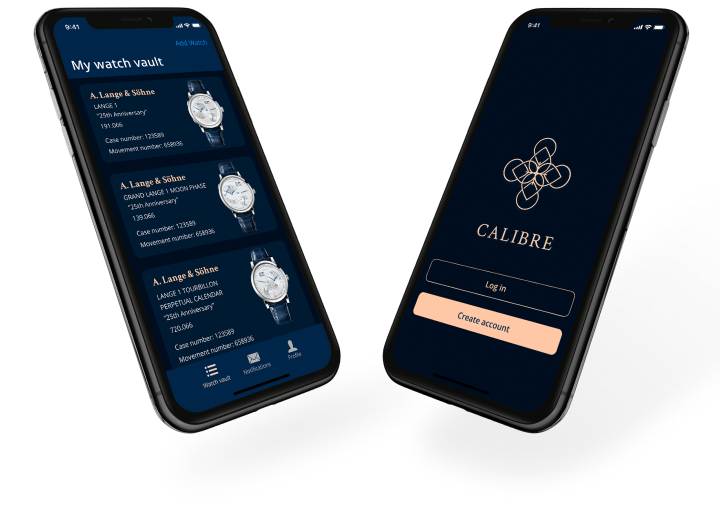 9:41
Add Watch
My watch vault
A. Lange & Söhne
LANGE 1
"25th Anniversary"
191.066
Case number: 123589
Movement number: 658936
A. Lange & Söhne
GRAND LANGE 1 MOON PHASE
"25th Anniversary"
139.066
Case number: 123589
Movement number: 658936
A. Lange & Söhne
LANGE 1 TOURBILLON
PERPETUAL CALENDAR
"25th Anniversary"
720.066
Case number: 123589
Movement number: 658936
Watch vault
Notifications
Profile
9:41
CALIBRE
Log in
Create account